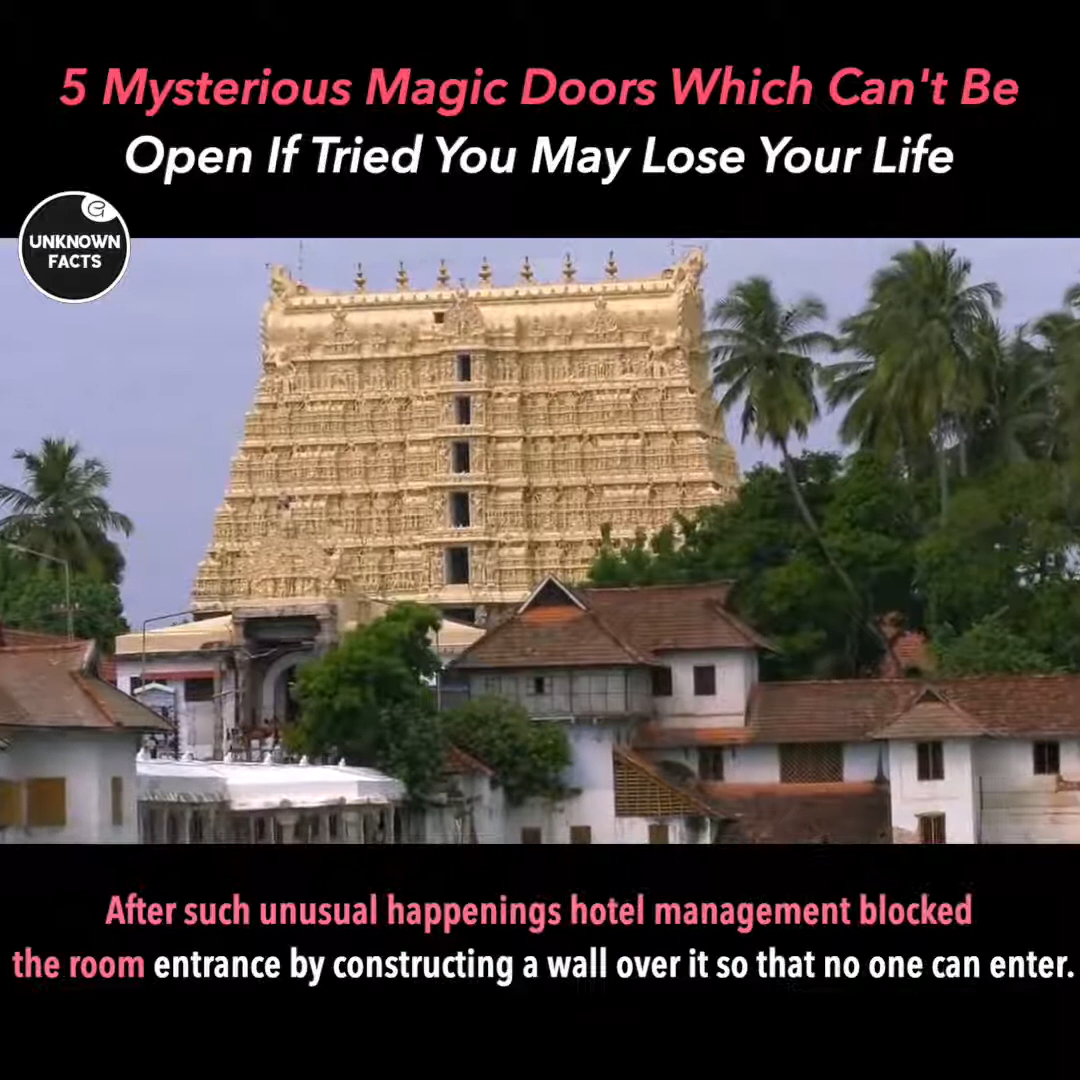 5 Mysterious Magic Doors Which Can't Be
Open If Tried You May Lose Your Life
G
UNKNOWN
FACTS
After such unusual happenings hotel management blocked
the room entrance by constructing a wall over it so that no one can enter.